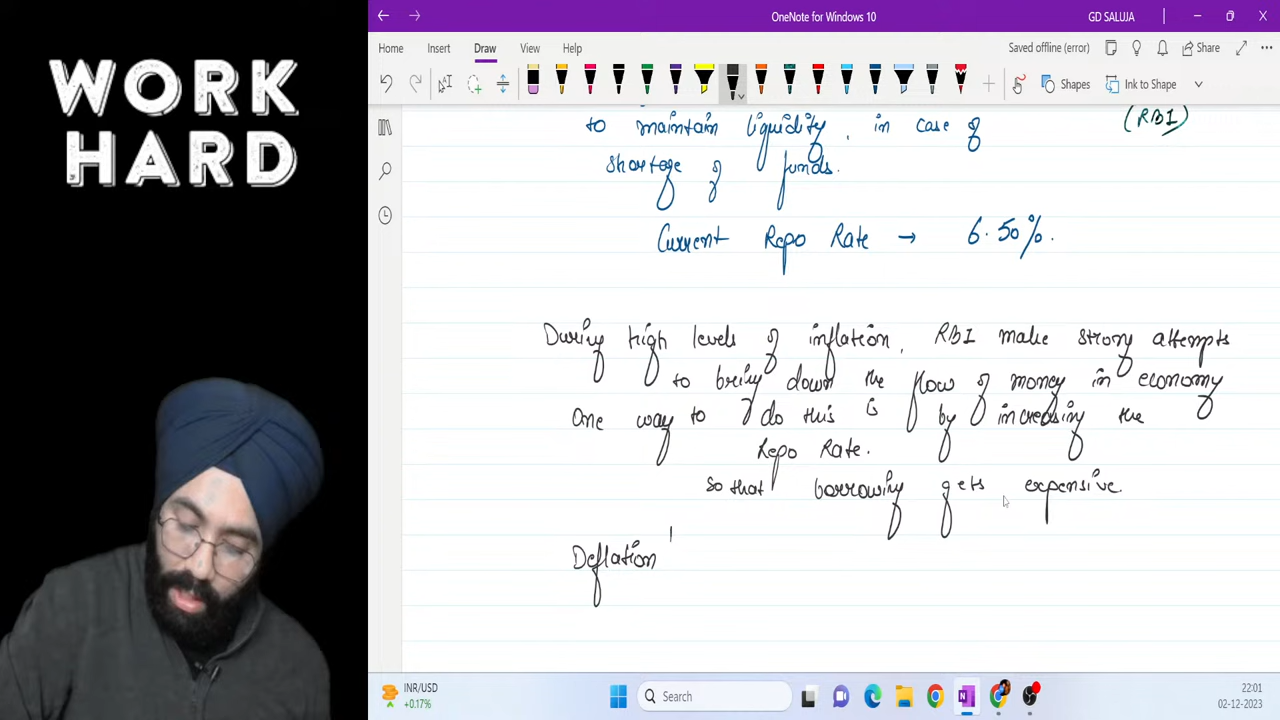 WORK
HARD
OneNote for Windows 10
GD SALUJA
Home Insert Draw View Help
Saved offline (error)
Share
Shapes
Ink to Shape
to maintain liquidity, in case of
(RBI)
shortage of funds.
Current Repo Rate → 6.50%.
During high levels of inflation, RBI make strong attempts
to bring down the flow of money in economy
One way to do this is by increasing the
Repo Rate.
So that borrowing gets expensive.
Deflation
INR/USD
+0.17%
Search
22:01
02-12-2023